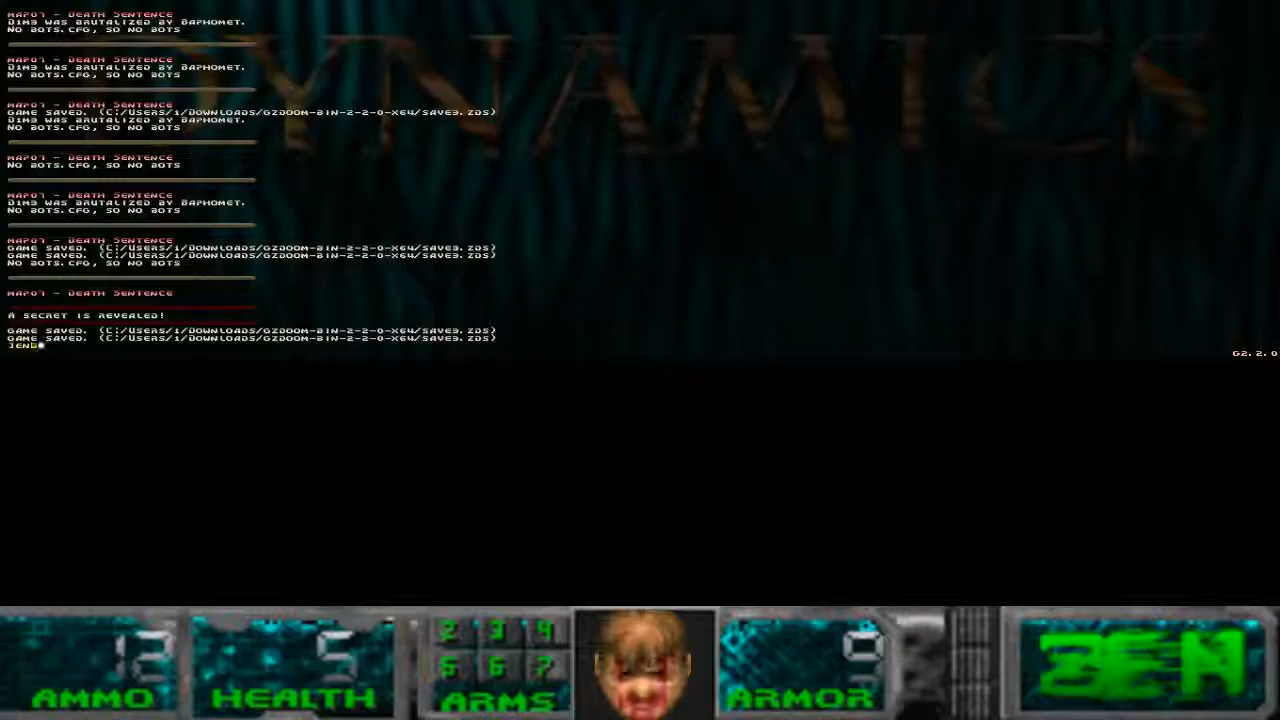 MAP07 - DEATH SENTENCE
D1M3 WAS BRUTALIZED BY BAPHOMET.
NO BOTS.CFG, SO NO BOTS
MAP07 - DEATH SENTENCE
D1M3 WAS BRUTALIZED BY BAPHOMET.
NO BOTS.CFG, SO NO BOTS
MAP07 - DEATH SENTENCE
GAME SAVED. (C:/USERS/1/DOWNLOADS/GZDOOM-BIN-2-2-0-X64/SAVE3.ZDS)
D1M3 WAS BRUTALIZED BY BAPHOMET.
NO BOTS.CFG, SO NO BOTS
MAP07 - DEATH SENTENCE
NO BOTS.CFG, SO NO BOTS
MAP07 - DEATH SENTENCE
D1M3 WAS BRUTALIZED BY BAPHOMET.
NO BOTS.CFG, SO NO BOTS
MAP07 - DEATH SENTENCE
GAME SAVED. (C:/USERS/1/DOWNLOADS/GZDOOM-BIN-2-2-0-X64/SAVE3.ZDS)
GAME SAVED. (C:/USERS/1/DOWNLOADS/GZDOOM-BIN-2-2-0-X64/SAVE3.ZDS)
NO BOTS.CFG, SO NO BOTS
MAP07 - DEATH SENTENCE
A SECRET IS REVEALED!
GAME SAVED. (C:/USERS/1/DOWNLOADS/GZDOOM-BIN-2-2-0-X64/SAVE3.ZDS)
GAME SAVED. (C:/USERS/1/DOWNLOADS/GZDOOM-BIN-2-2-0-X64/SAVE3.ZDS)
DYNAMICS
G2.2.0
12 5 2 3 4 9
5 6 7
AMMO HEALTH ARMS ARMOR ZEN